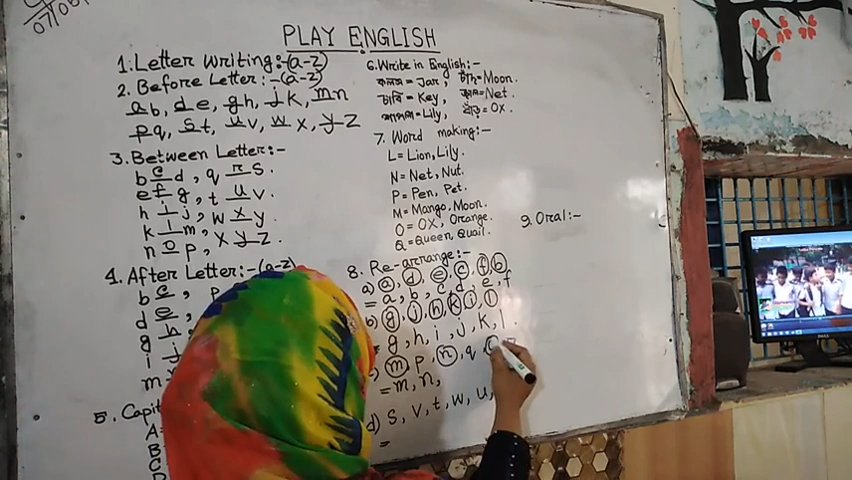 07/06/
PLAY ENGLISH
1. Letter Writing:-(a-z)
2. Before Letter:-(a-z)
a b, d e, g h, j k, m n
p q, s t, u v, w x, y z
3. Between Letter:-
b c d, q r s.
e f g, t u v.
h i j, w x y
k l m,
n o p, x y z.
4. After Letter:-(a-z)
b c, p
d e,
g h
i j
m
5. Capit
A=
B=
C
D
6. Write in English:-
কলস = Jar, চাঁদ = Moon.
চাবি = Key, জাল = Net.
শাপলা = Lily, ষাঁড় = OX.
7. Word making:-
L = Lion, Lily.
N = Net, Nut.
P = Pen, Pet.
M = Mango, Moon.
O = OX, Orange.
Q = Queen, Quail.
8. Re-arrange:-
a) a, d, e, c, f, b
= a, b, c, d, e, f
b) g, j, h, k, i, l
= g, h, i, j, k, l.
m, p, n, q,
= m, n,
d) s, v, t, w, u,
=
9. Oral:-